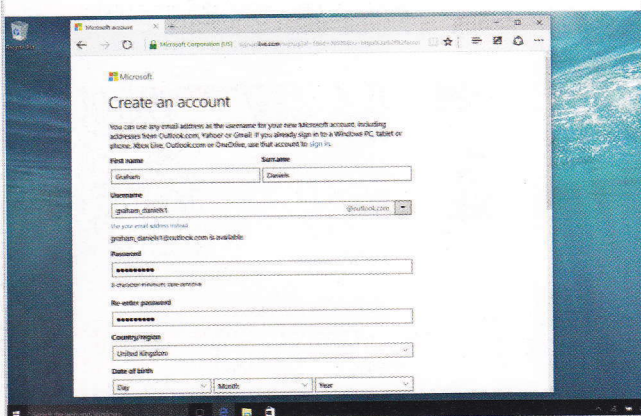 Microsoft account
Microsoft Corporation [US]
Microsoft
Create an account
You can use any email address as the username for your new Microsoft account, including
addresses from Outlook.com, Yahoo! or Gmail. If you already sign in to a Windows PC, tablet or
phone, Xbox Live, Outlook.com or OneDrive, use that account to sign in.
First name Surname
Graham Daniels
Username
graham_daniels1 @outlook.com
Use your email address instead
graham_daniels1@outlook.com is available.
Password
8-character minimum; case sensitive
Re-enter password
Country/region
United Kingdom
Date of birth
Day Month Year